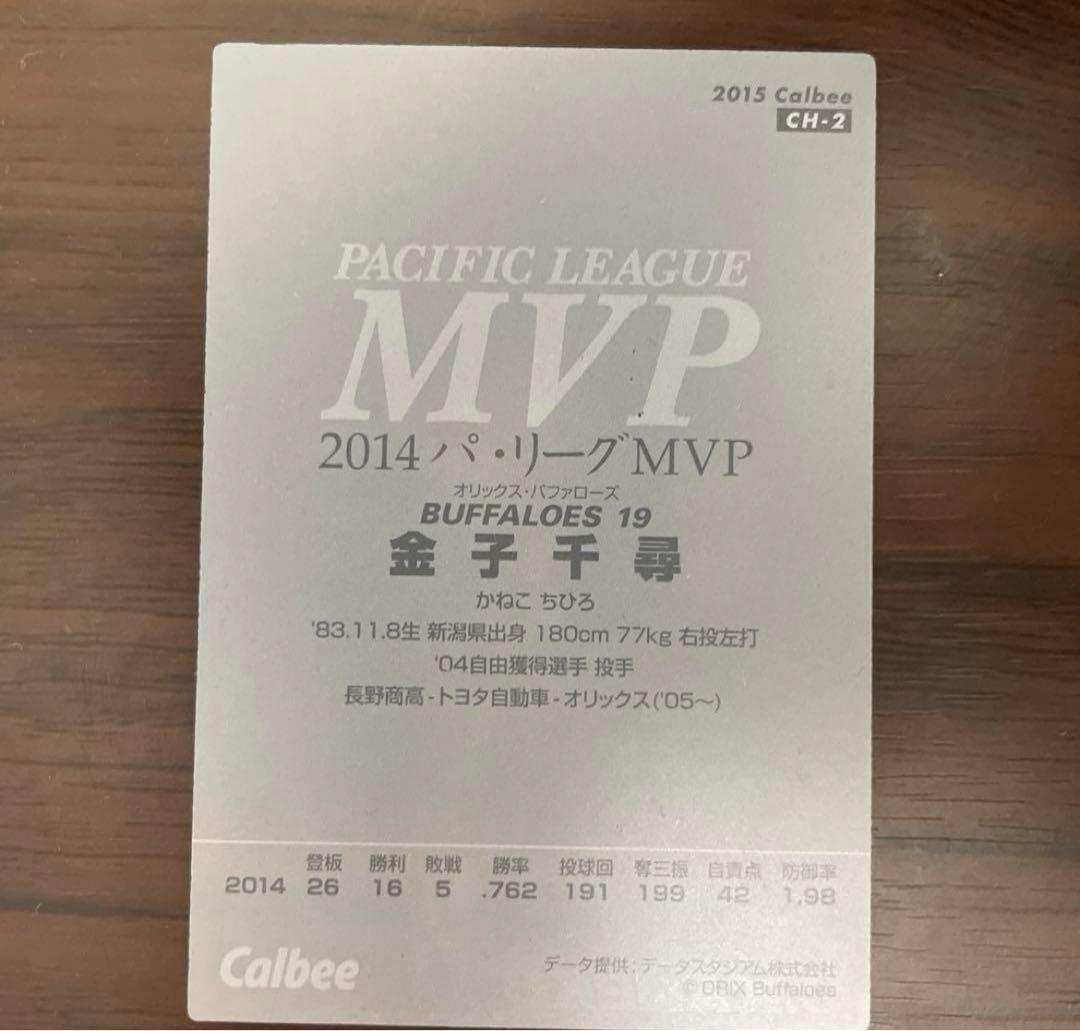 2015 Calbee
CH-2
PACIFIC LEAGUE
MVP
2014 パ・リーグMVP
オリックス・バファローズ
BUFFALOES 19
金子千尋
かねこ ちひろ
'83.11.8生 新潟県出身 180cm 77kg 右投左打
'04自由獲得選手 投手
長野商高-トヨタ自動車-オリックス('05〜)
登板 勝利 敗戦 勝率 投球回 奪三振 自責点 防御率
2014 26 16 5 .762 191 199 42 1.98
Calbee
データ提供:データスタジアム株式会社
© ORIX Buffaloes